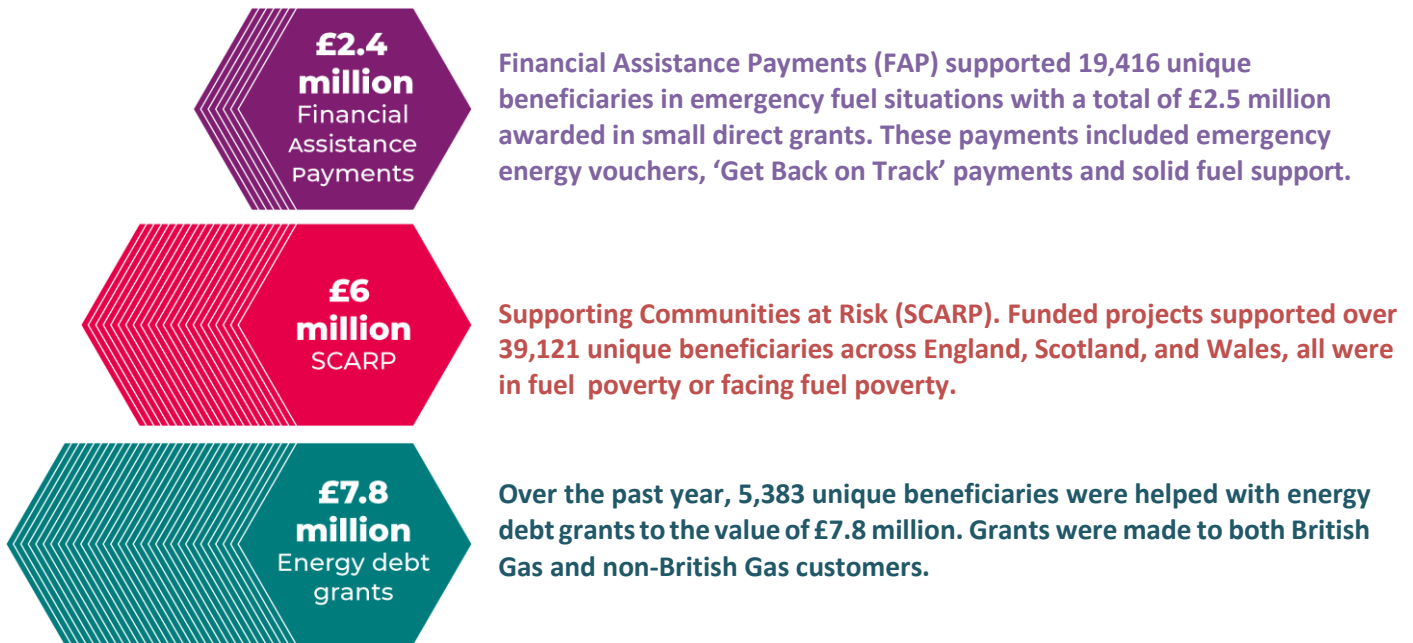 £2.4
million
Financial
Assistance
Payments
Financial Assistance Payments (FAP) supported 19,416 unique
beneficiaries in emergency fuel situations with a total of £2.5 million
awarded in small direct grants. These payments included emergency
energy vouchers, ‘Get Back on Track’ payments and solid fuel support.
£6
million
SCARP
Supporting Communities at Risk (SCARP). Funded projects supported over
39,121 unique beneficiaries across England, Scotland, and Wales, all were
in fuel poverty or facing fuel poverty.
£7.8
million
Energy debt
grants
Over the past year, 5,383 unique beneficiaries were helped with energy
debt grants to the value of £7.8 million. Grants were made to both British
Gas and non-British Gas customers.